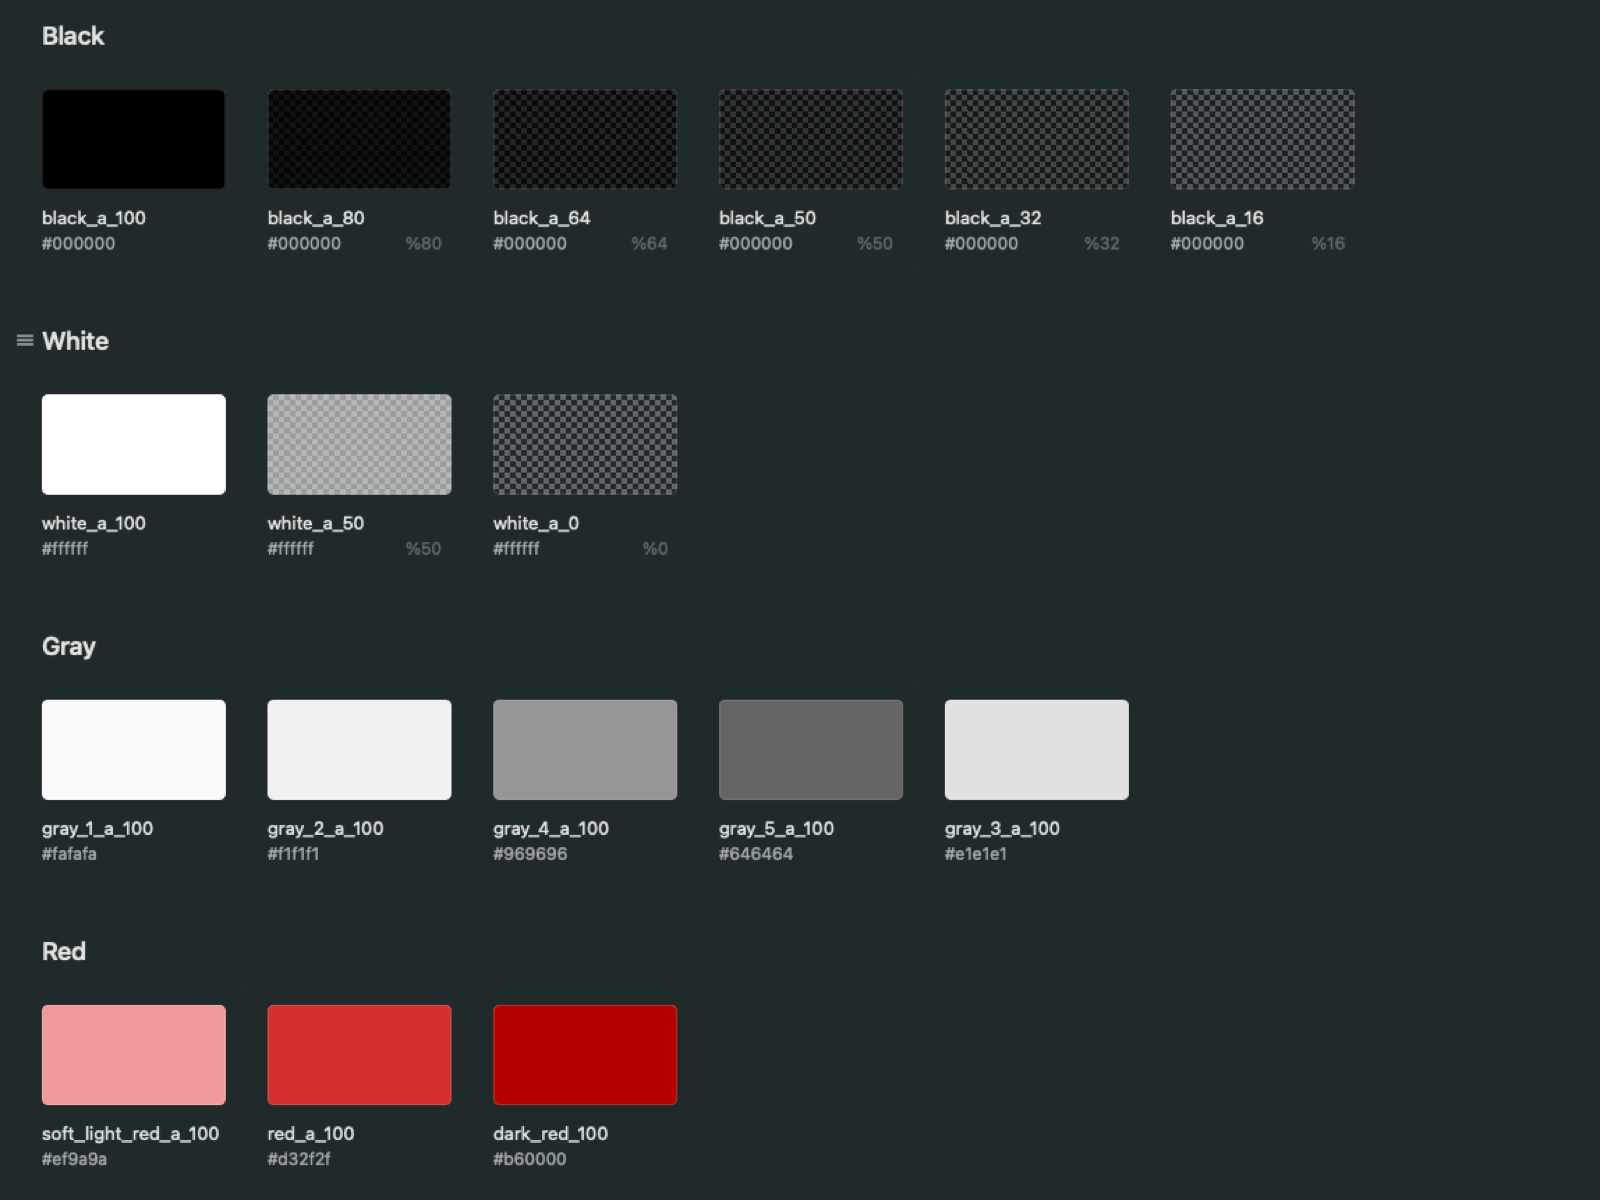 Black
black_a_100 black_a_80 black_a_64 black_a_50 black_a_32 black_a_16
#000000 #000000 %80 #000000 %64 #000000 %50 #000000 %32 #000000 %16
White
white_a_100 white_a_50 white_a_0
#ffffff #ffffff %50 #ffffff %0
Gray
gray_1_a_100 gray_2_a_100 gray_4_a_100 gray_5_a_100 gray_3_a_100
#fafafa #f1f1f1 #969696 #646464 #e1e1e1
Red
soft_light_red_a_100 red_a_100 dark_red_100
#ef9a9a #d32f2f #b60000